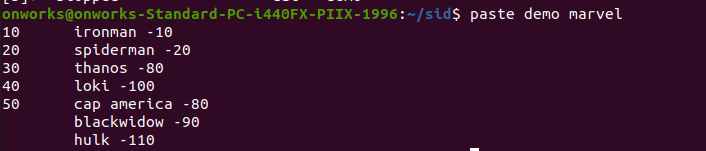 onworks@onworks-Standard-PC-i440FX-PIIX-1996:~/sid$ paste demo marvel
10 ironman -10
20 spiderman -20
30 thanos -80
40 loki -100
50 cap america -80
blackwidow -90
hulk -110